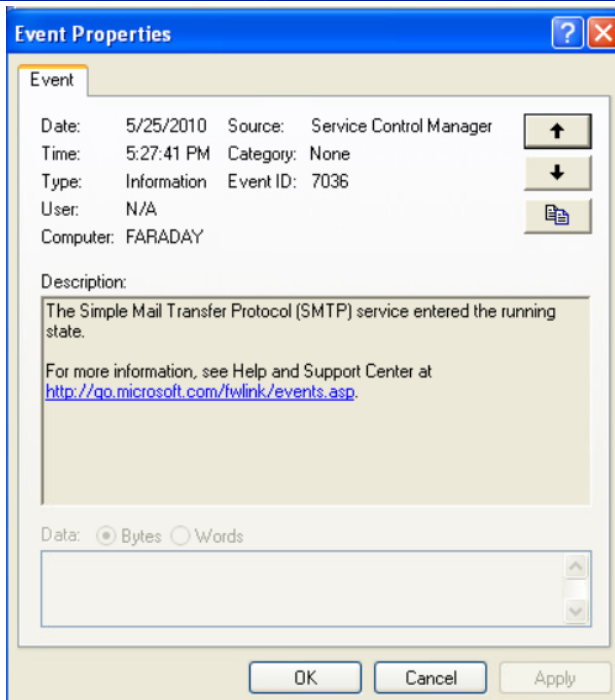 Event Properties
Event
Date: 5/25/2010 Source: Service Control Manager
Time: 5:27:41 PM Category: None
Type: Information Event ID: 7036
User: N/A
Computer: FARADAY
Description:
The Simple Mail Transfer Protocol (SMTP) service entered the running
state.
For more information, see Help and Support Center at
http://go.microsoft.com/fwlink/events.asp.
Data: Bytes Words
OK Cancel Apply